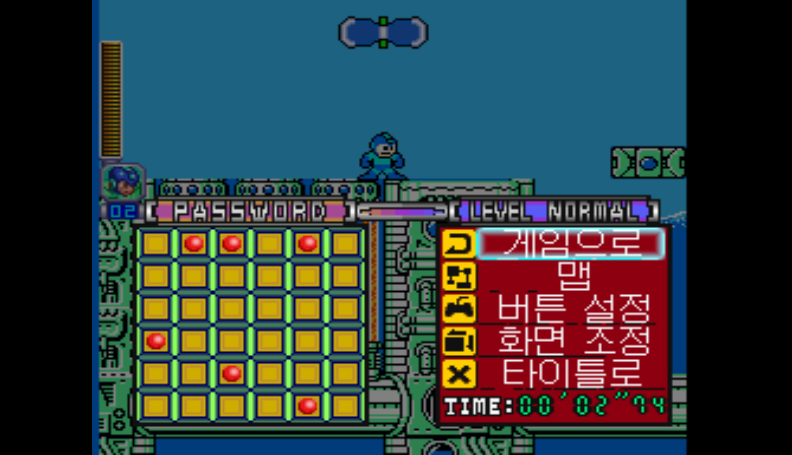 02
PASSWORD
LEVEL NORMAL
게임으로
맵
버튼 설정
화면 조정
타이틀로
TIME:00'02"94